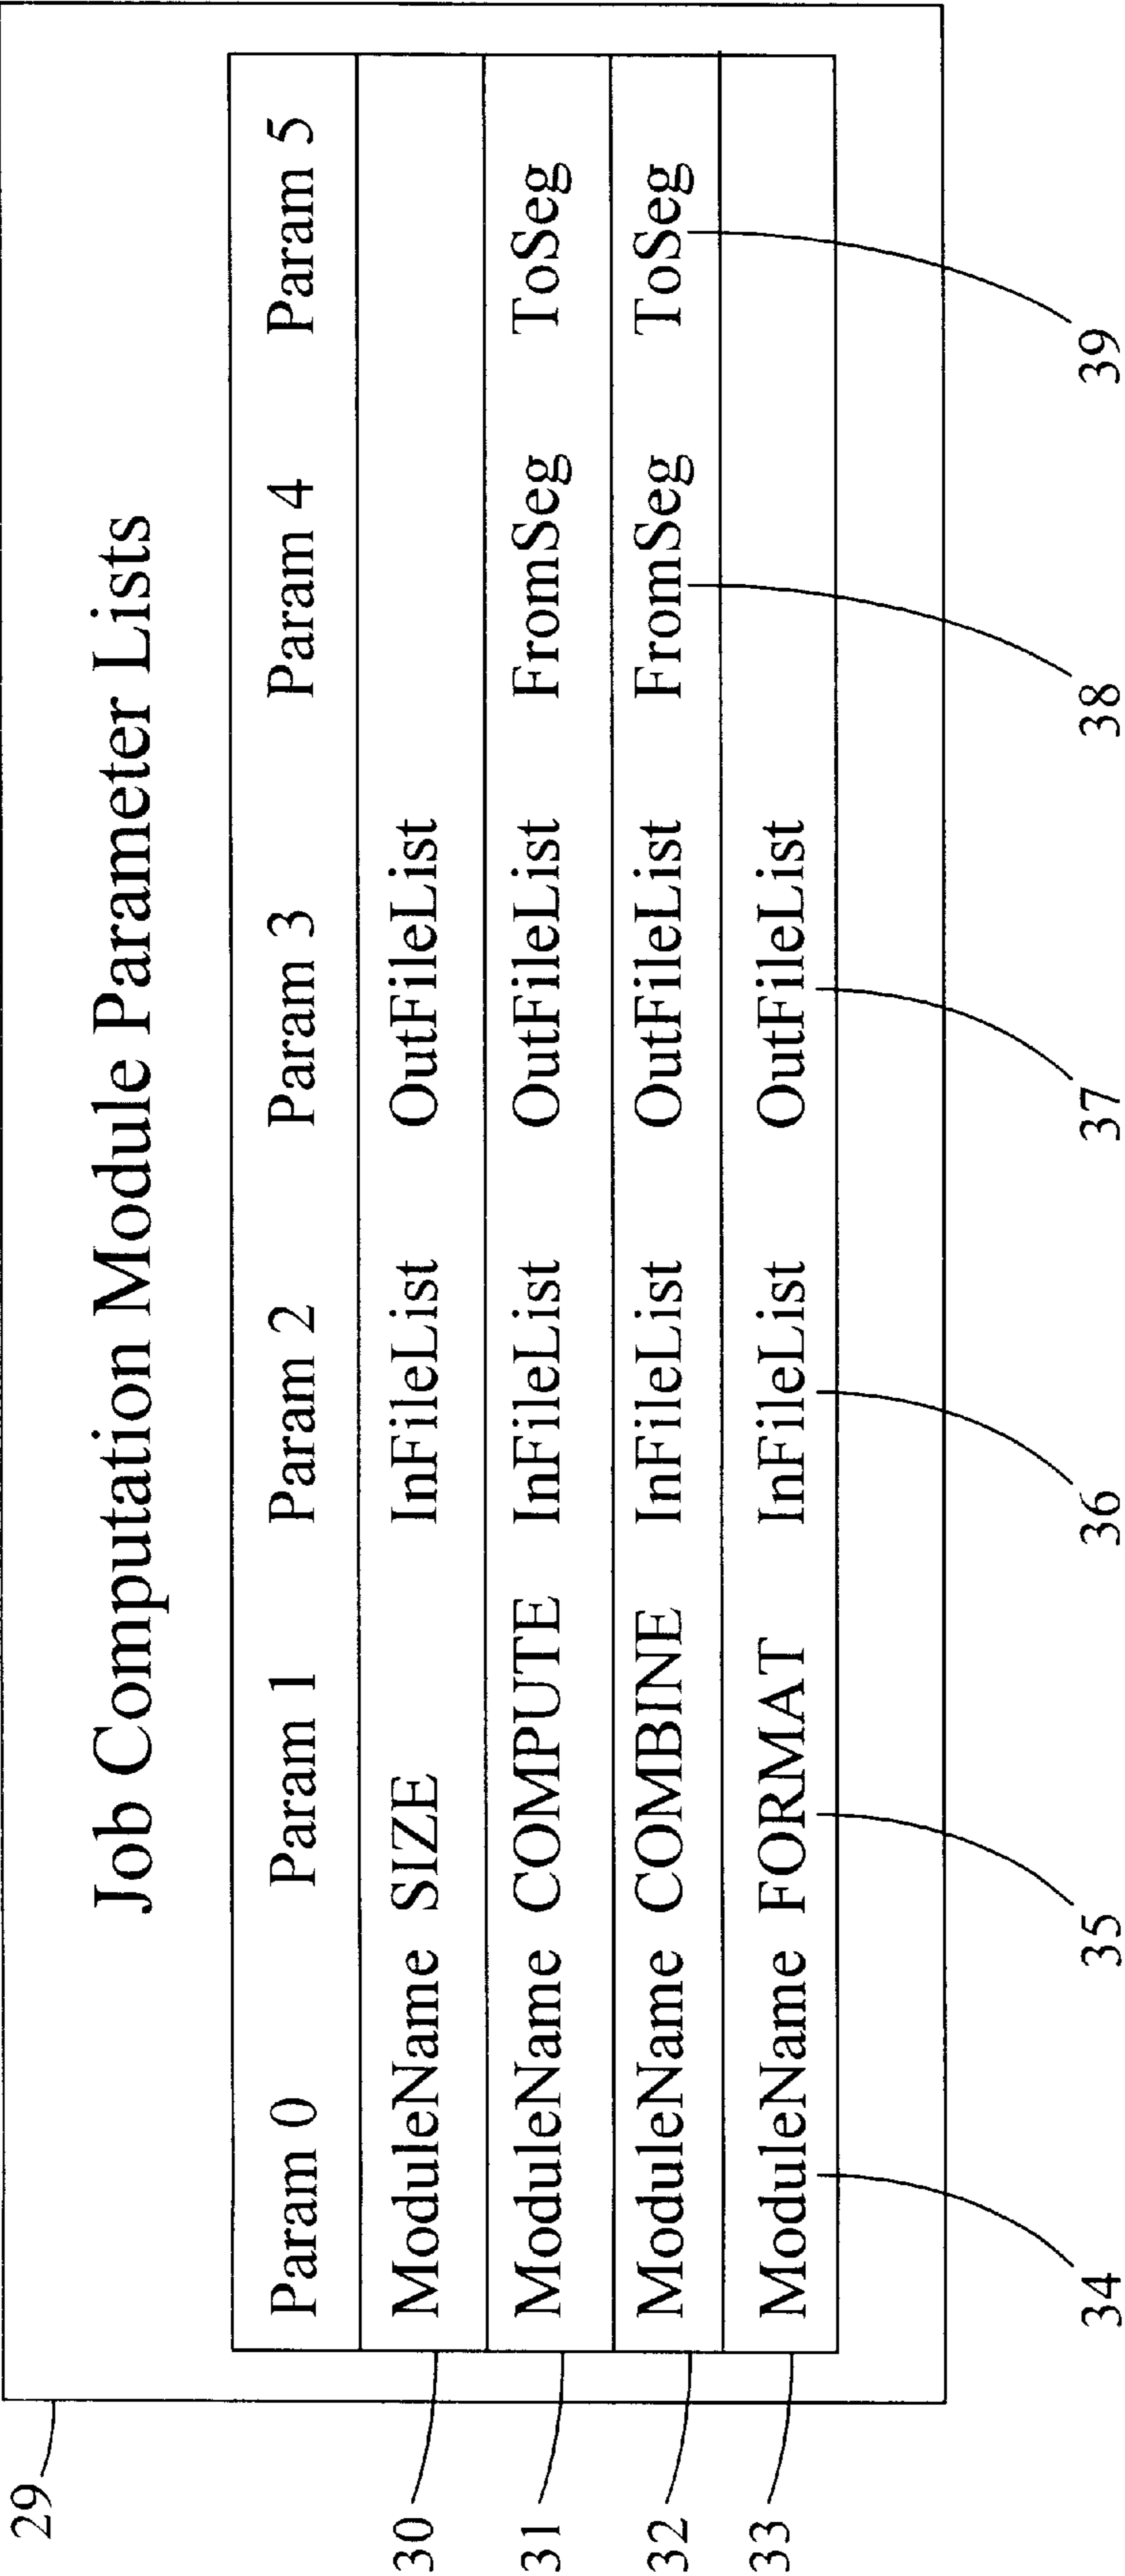 Job Computation Module Parameter Lists
29
Param 0 Param 1 Param 2 Param 3 Param 4 Param 5
30 ModuleName SIZE InFileList OutFileList
31 ModuleName COMPUTE InFileList OutFileList FromSeg ToSeg
32 ModuleName COMBINE InFileList OutFileList FromSeg ToSeg
33 ModuleName FORMAT InFileList OutFileList
34 35 36 37 38 39